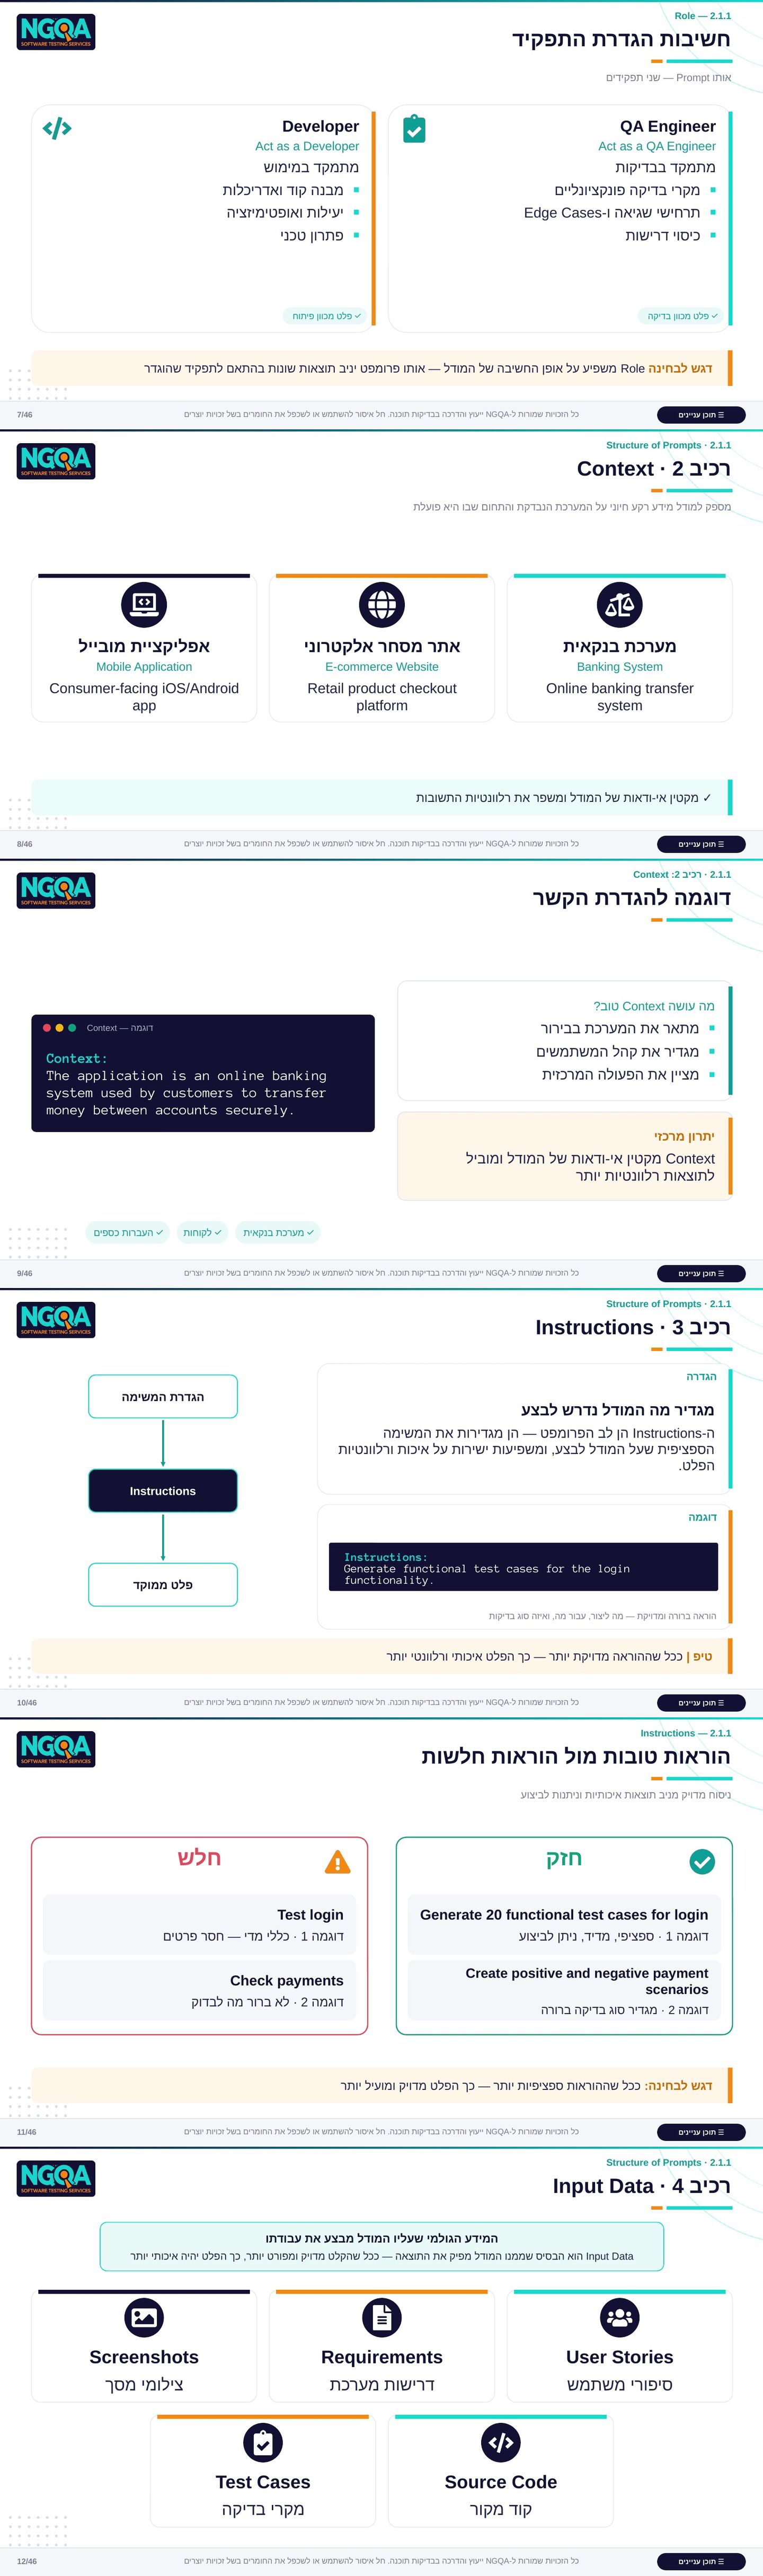 Role — 2.1.1
NGQA
SOFTWARE TESTING SERVICES
חשיבות הגדרת התפקיד
אותו Prompt — שני תפקידים
QA Engineer
Act as a QA Engineer
מתמקד בבדיקות
מקרי בדיקה פונקציונליים
תרחישי שגיאה ו-Edge Cases
כיסוי דרישות
✓ פלט מכוון בדיקה
Developer
Act as a Developer
מתמקד במימוש
מבנה קוד ואדריכלות
יעילות ואופטימיזציה
פתרון טכני
✓ פלט מכוון פיתוח
דגש לבחינה Role משפיע על אופן החשיבה של המודל — אותו פרומפט יניב תוצאות שונות בהתאם לתפקיד שהוגדר
☰ תוכן עניינים
כל הזכויות שמורות ל-NGQA ייעוץ והדרכה בבדיקות תוכנה. חל איסור להשתמש או לשכפל את החומרים בשל זכויות יוצרים
7/46
Structure of Prompts · 2.1.1
NGQA
SOFTWARE TESTING SERVICES
רכיב 2 · Context
מספק למודל מידע רקע חיוני על המערכת הנבדקת והתחום שבו היא פועלת
מערכת בנקאית
Banking System
Online banking transfer
system
אתר מסחר אלקטרוני
E-commerce Website
Retail product checkout
platform
אפליקציית מובייל
Mobile Application
Consumer-facing iOS/Android
app
✓ מקטין אי-ודאות של המודל ומשפר את רלוונטיות התשובות
☰ תוכן עניינים
כל הזכויות שמורות ל-NGQA ייעוץ והדרכה בבדיקות תוכנה. חל איסור להשתמש או לשכפל את החומרים בשל זכויות יוצרים
8/46
2.1.1 · רכיב 2: Context
NGQA
SOFTWARE TESTING SERVICES
דוגמה להגדרת הקשר
מה עושה Context טוב?
מתאר את המערכת בבירור
מגדיר את קהל המשתמשים
מציין את הפעולה המרכזית
יתרון מרכזי
Context מקטין אי-ודאות של המודל ומוביל
לתוצאות רלוונטיות יותר
דוגמה — Context
Context:
The application is an online banking
system used by customers to transfer
money between accounts securely.
✓ מערכת בנקאית
✓ לקוחות
✓ העברות כספים
☰ תוכן עניינים
כל הזכויות שמורות ל-NGQA ייעוץ והדרכה בבדיקות תוכנה. חל איסור להשתמש או לשכפל את החומרים בשל זכויות יוצרים
9/46
Structure of Prompts · 2.1.1
NGQA
SOFTWARE TESTING SERVICES
רכיב 3 · Instructions
הגדרה
מגדיר מה המודל נדרש לבצע
ה-Instructions הן לב הפרומפט — הן מגדירות את המשימה
הספציפית שעל המודל לבצע, ומשפיעות ישירות על איכות ורלוונטיות
הפלט.
דוגמה
Instructions:
Generate functional test cases for the login
functionality.
הוראה ברורה ומדויקת — מה ליצור, עבור מה, ואיזה סוג בדיקות
הגדרת המשימה
Instructions
פלט ממוקד
טיפ | ככל שההוראה מדויקת יותר — כך הפלט איכותי ורלוונטי יותר
☰ תוכן עניינים
כל הזכויות שמורות ל-NGQA ייעוץ והדרכה בבדיקות תוכנה. חל איסור להשתמש או לשכפל את החומרים בשל זכויות יוצרים
10/46
Instructions — 2.1.1
NGQA
SOFTWARE TESTING SERVICES
הוראות טובות מול הוראות חלשות
ניסוח מדויק מניב תוצאות איכותיות וניתנות לביצוע
חזק
Generate 20 functional test cases for login
דוגמה 1 · ספציפי, מדיד, ניתן לביצוע
Create positive and negative payment
scenarios
דוגמה 2 · מגדיר סוג בדיקה ברורה
חלש
Test login
דוגמה 1 · כללי מדי — חסר פרטים
Check payments
דוגמה 2 · לא ברור מה לבדוק
דגש לבחינה: ככל שההוראות ספציפיות יותר — כך הפלט מדויק ומועיל יותר
☰ תוכן עניינים
כל הזכויות שמורות ל-NGQA ייעוץ והדרכה בבדיקות תוכנה. חל איסור להשתמש או לשכפל את החומרים בשל זכויות יוצרים
11/46
Structure of Prompts · 2.1.1
NGQA
SOFTWARE TESTING SERVICES
רכיב 4 · Input Data
המידע הגולמי שעליו המודל מבצע את עבודתו
Input Data הוא הבסיס שממנו המודל מפיק את התוצאה — ככל שהקלט מדויק ומפורט יותר, כך הפלט יהיה איכותי יותר
User Stories
סיפורי משתמש
Requirements
דרישות מערכת
Screenshots
צילומי מסך
Source Code
קוד מקור
Test Cases
מקרי בדיקה
☰ תוכן עניינים
כל הזכויות שמורות ל-NGQA ייעוץ והדרכה בבדיקות תוכנה. חל איסור להשתמש או לשכפל את החומרים בשל זכויות יוצרים
12/46